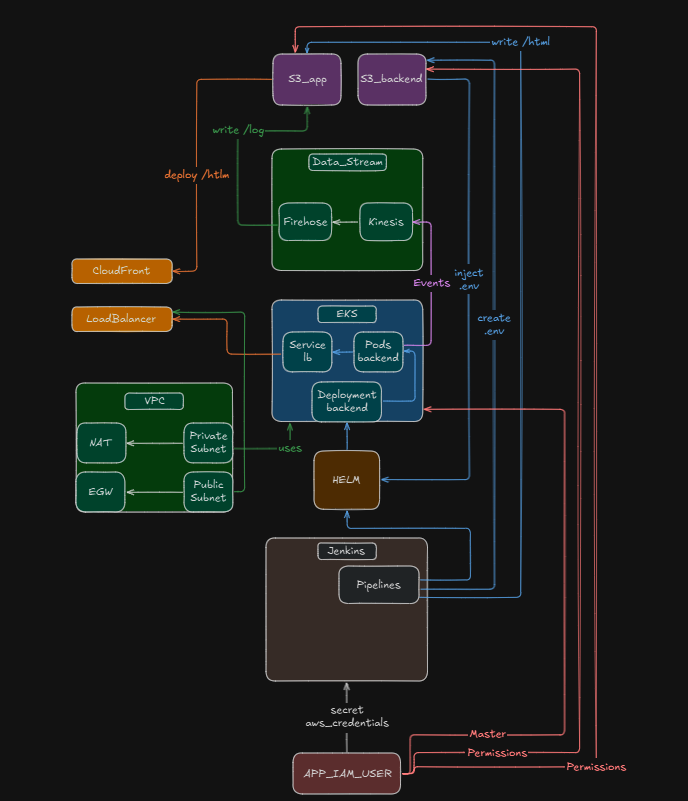 write /html
S3_app
S3_backend
write /log
Data_Stream
deploy /htlm
Firehose
Kinesis
CloudFront
Events
inject
.env
LoadBalancer
EKS
create
.env
Service
lb
Pods
backend
Deployment
backend
VPC
NAT
Private
Subnet
uses
EGW
Public
Subnet
HELM
Jenkins
Pipelines
secret
aws_credentials
Master
Permissions
Permissions
APP_IAM_USER